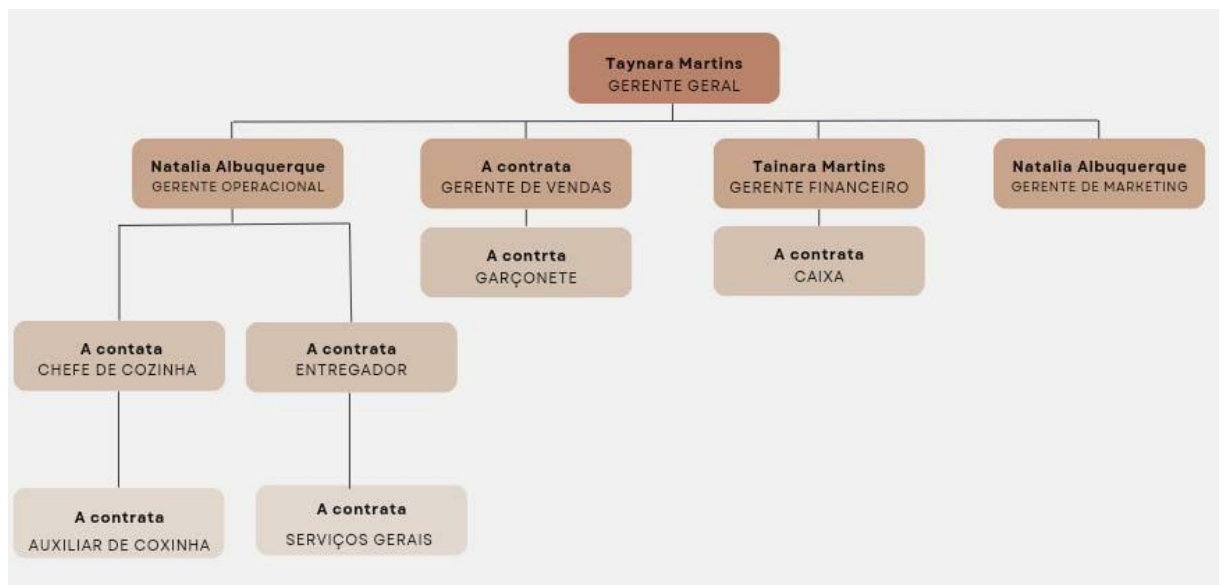 Taynara Martins
GERENTE GERAL
Natalia Albuquerque
GERENTE OPERACIONAL
A contrata
GERENTE DE VENDAS
Tainara Martins
GERENTE FINANCEIRO
Natalia Albuquerque
GERENTE DE MARKETING
A contrta
GARÇONETE
A contrata
CAIXA
A contata
CHEFE DE COZINHA
A contrata
ENTREGADOR
A contrata
AUXILIAR DE COXINHA
A contrata
SERVIÇOS GERAIS